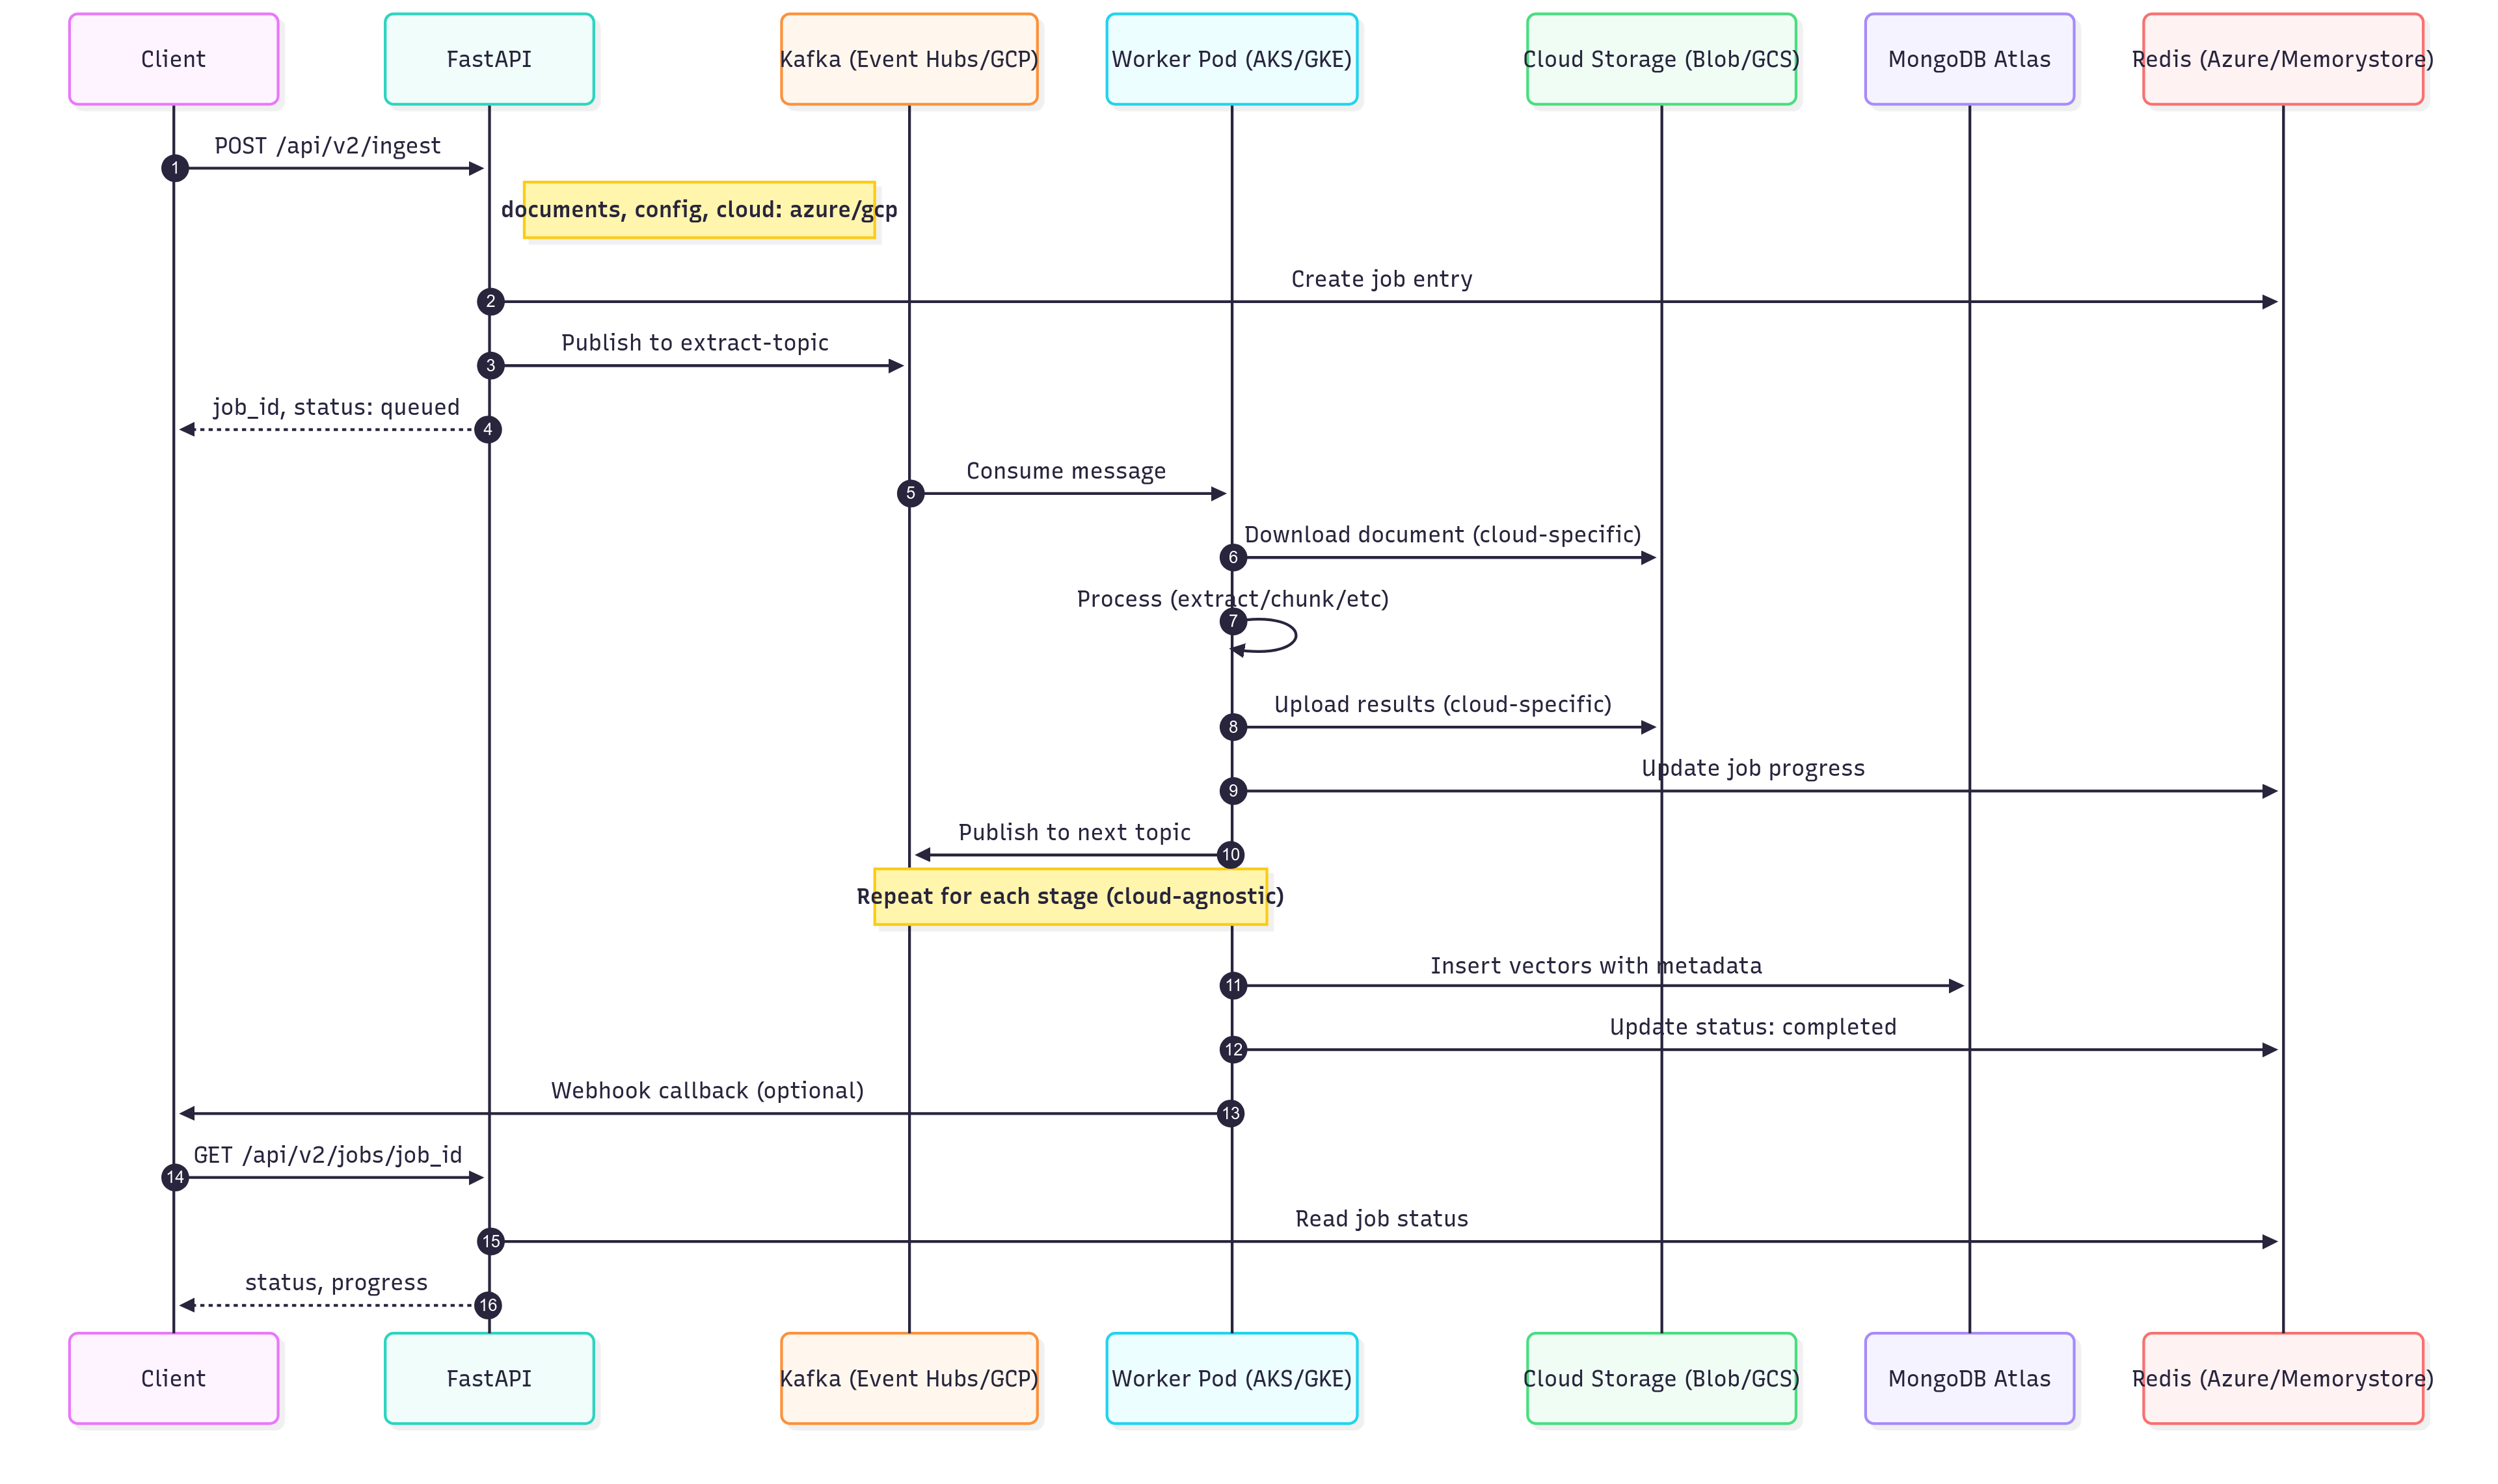 Client
FastAPI
Kafka (Event Hubs/GCP)
Worker Pod (AKS/GKE)
Cloud Storage (Blob/GCS)
MongoDB Atlas
Redis (Azure/Memorystore)
POST /api/v2/ingest
1
documents, config, cloud: azure/gcp
Create job entry
2
Publish to extract-topic
3
job_id, status: queued
4
Consume message
5
Download document (cloud-specific)
6
Process (extract/chunk/etc)
7
Upload results (cloud-specific)
8
Update job progress
9
Publish to next topic
10
Repeat for each stage (cloud-agnostic)
Insert vectors with metadata
11
Update status: completed
12
Webhook callback (optional)
13
GET /api/v2/jobs/job_id
14
Read job status
15
status, progress
16
Client
FastAPI
Kafka (Event Hubs/GCP)
Worker Pod (AKS/GKE)
Cloud Storage (Blob/GCS)
MongoDB Atlas
Redis (Azure/Memorystore)